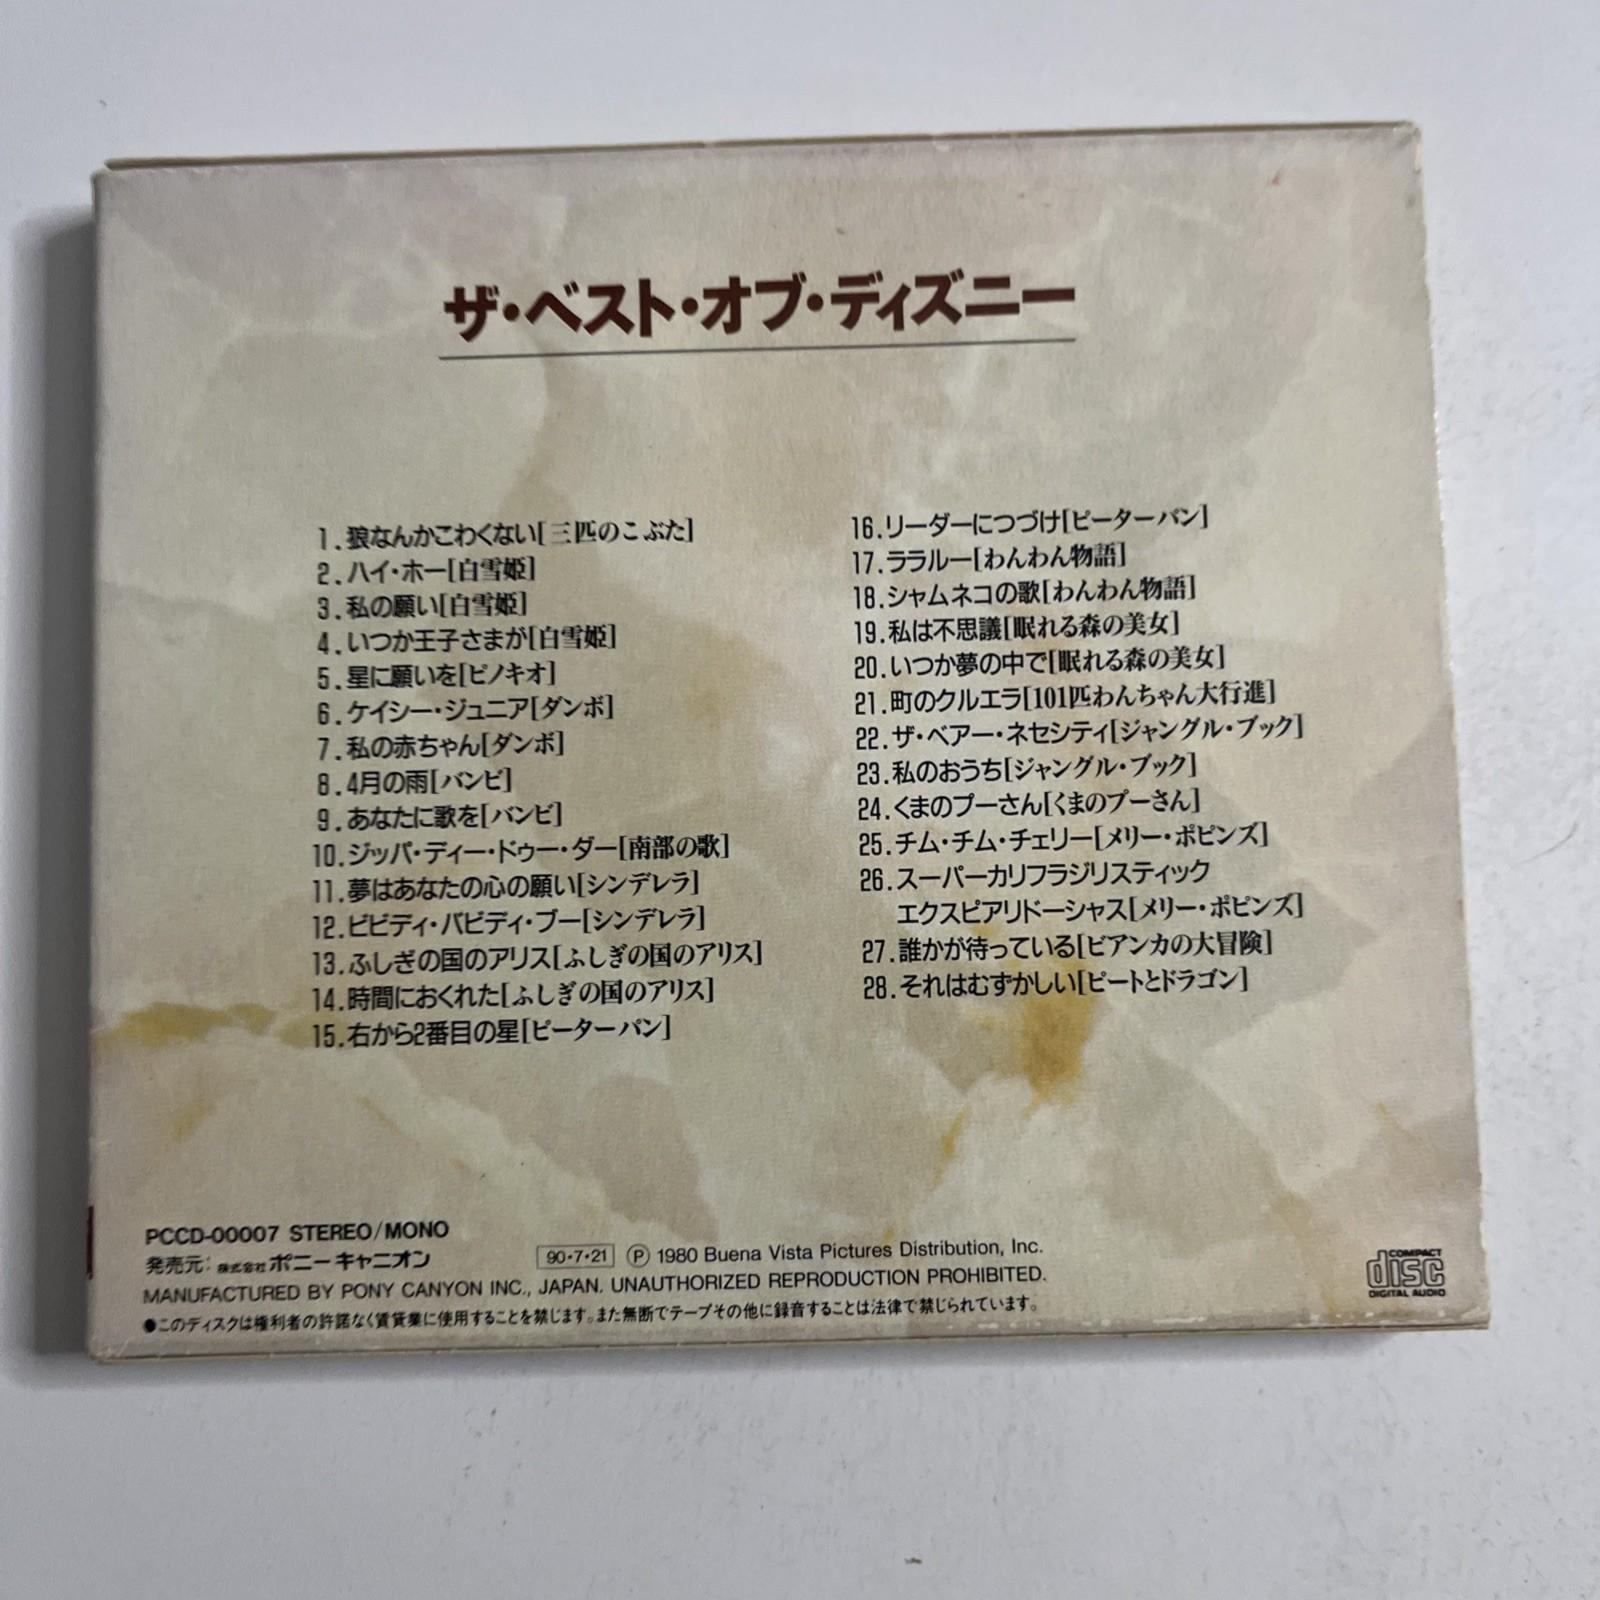 ザ・ベスト・オブ・ディズニー
1.狼なんかこわくない[三匹のこぶた]
2.ハイ・ホー[白雪姫]
3.私の願い[白雪姫]
4.いつか王子さまが[白雪姫]
5.星に願いを[ピノキオ]
6.ケイシー・ジュニア[ダンボ]
7.私の赤ちゃん[ダンボ]
8.4月の雨[バンビ]
9.あなたに歌を[バンビ]
10.ジッパ・ディー・ドゥー・ダー[南部の歌]
11.夢はあなたの心の願い[シンデレラ]
12.ビビディ・バビディ・ブー[シンデレラ]
13.ふしぎの国のアリス[ふしぎの国のアリス]
14.時間におくれた[ふしぎの国のアリス]
15.右から2番目の星[ピーターパン]
16.リーダーにつづけ[ピーターパン]
17.ララルー[わんわん物語]
18.シャムネコの歌[わんわん物語]
19.私は不思議[眠れる森の美女]
20.いつか夢の中で[眠れる森の美女]
21.町のクルエラ[101匹わんちゃん大行進]
22.ザ・ベアー・ネセシティ[ジャングル・ブック]
23.私のおうち[ジャングル・ブック]
24.くまのプーさん[くまのプーさん]
25.チム・チム・チェリー[メリー・ポピンズ]
26.スーパーカリフラジリスティック
エクスピアリドーシャス[メリー・ポピンズ]
27.誰かが待っている[ビアンカの大冒険]
28.それはむずかしい[ピートとドラゴン]
PCCD-00007 STEREO/MONO
発売元:株式会社ポニーキャニオン
90・7・21 Ⓟ 1980 Buena Vista Pictures Distribution, Inc.
MANUFACTURED BY PONY CANYON INC., JAPAN. UNAUTHORIZED REPRODUCTION PROHIBITED.
●このディスクは権利者の許諾なく賃貸業に使用することを禁じます。また無断でテープその他に録音することは法律で禁じられています。
COMPACT
disc
DIGITAL AUDIO